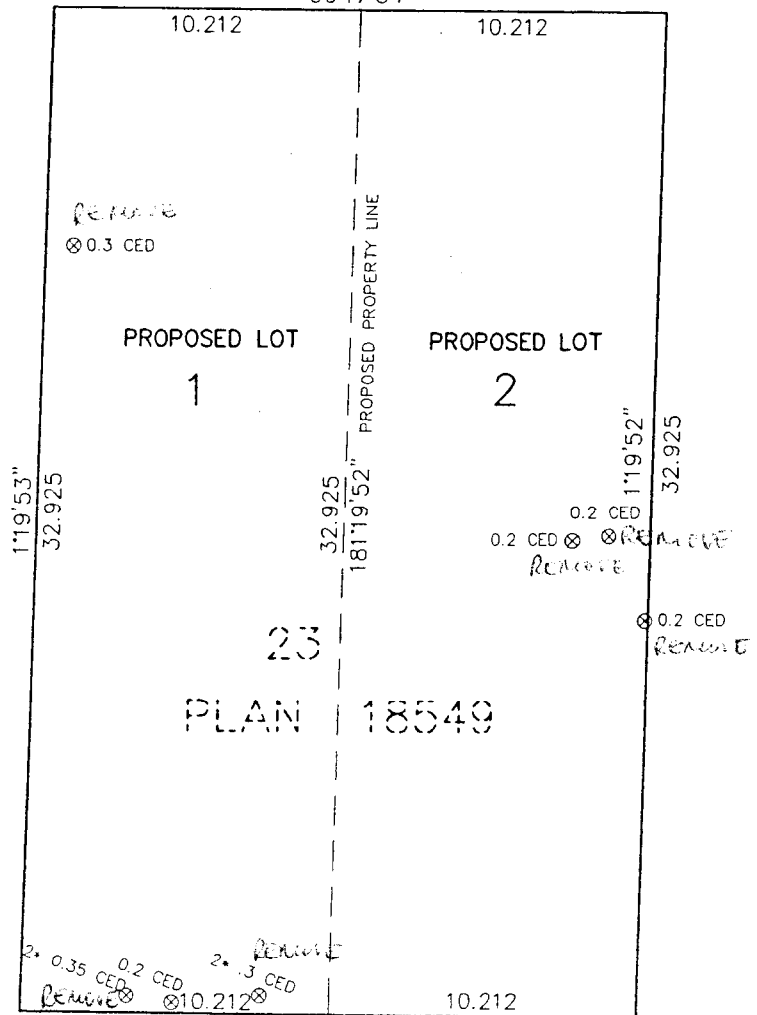 10.212 10.212
REMOVE
0.3 CED
PROPOSED PROPERTY LINE
PROPOSED LOT PROPOSED LOT
1 2
1°19'53" 32.925
32.925 181°19'52"
1°19'52" 32.925
0.2 CED
0.2 CED REMOVE
REMOVE
0.2 CED
REMOVE
23
PLAN 18549
REMOVE
2* 0.35 CED 0.2 CED 2* .3 CED
REMOVE 10.212 10.212